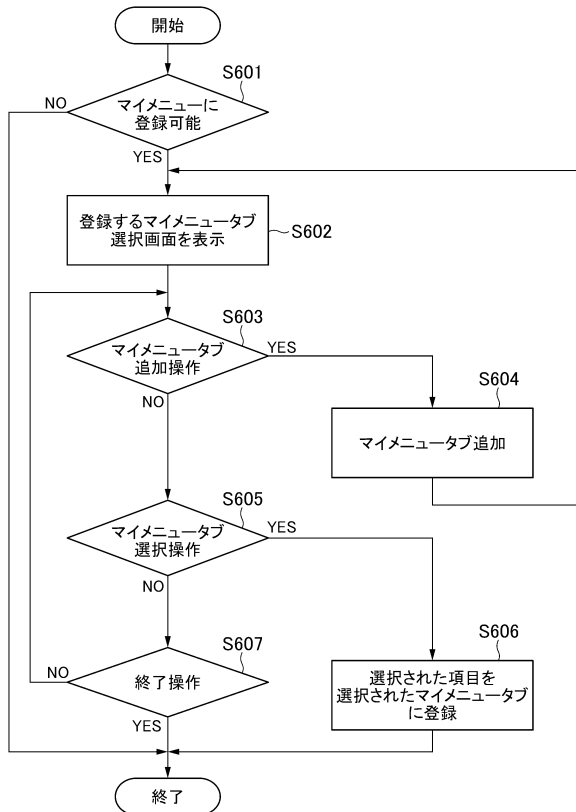 開始
S601
NO
マイメニューに
登録可能
YES
登録するマイメニュータブ
選択画面を表示
S602
S603
マイメニュータブ
追加操作
YES
NO
S604
マイメニュータブ追加
S605
マイメニュータブ
選択操作
YES
NO
S606
選択された項目を
選択されたマイメニュータブ
に登録
S607
NO
終了操作
YES
終了